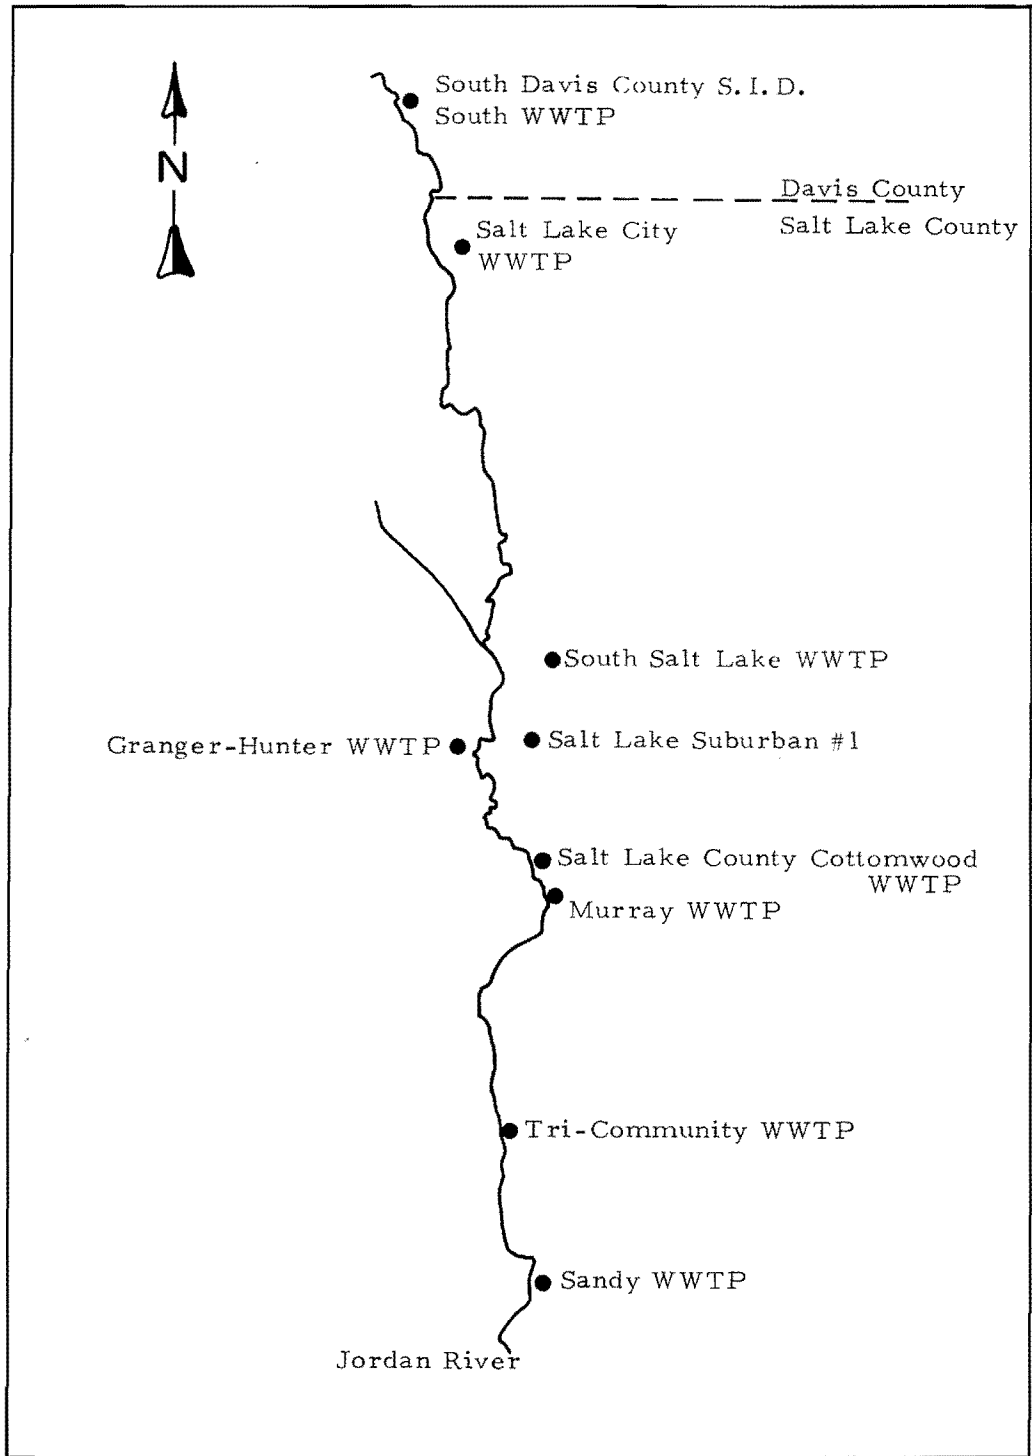 South Davis County S. I. D.
South WWTP
N
Davis County
Salt Lake County
Salt Lake City
WWTP
South Salt Lake WWTP
Granger-Hunter WWTP
Salt Lake Suburban #1
Salt Lake County Cottomwood
WWTP
Murray WWTP
Tri-Community WWTP
Sandy WWTP
Jordan River